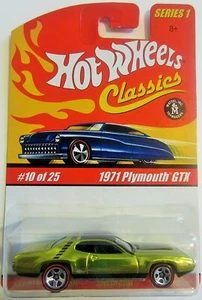 SERIES 1
Hot Wheels
8+
Classics
#10 of 25
1971 Plymouth GTX